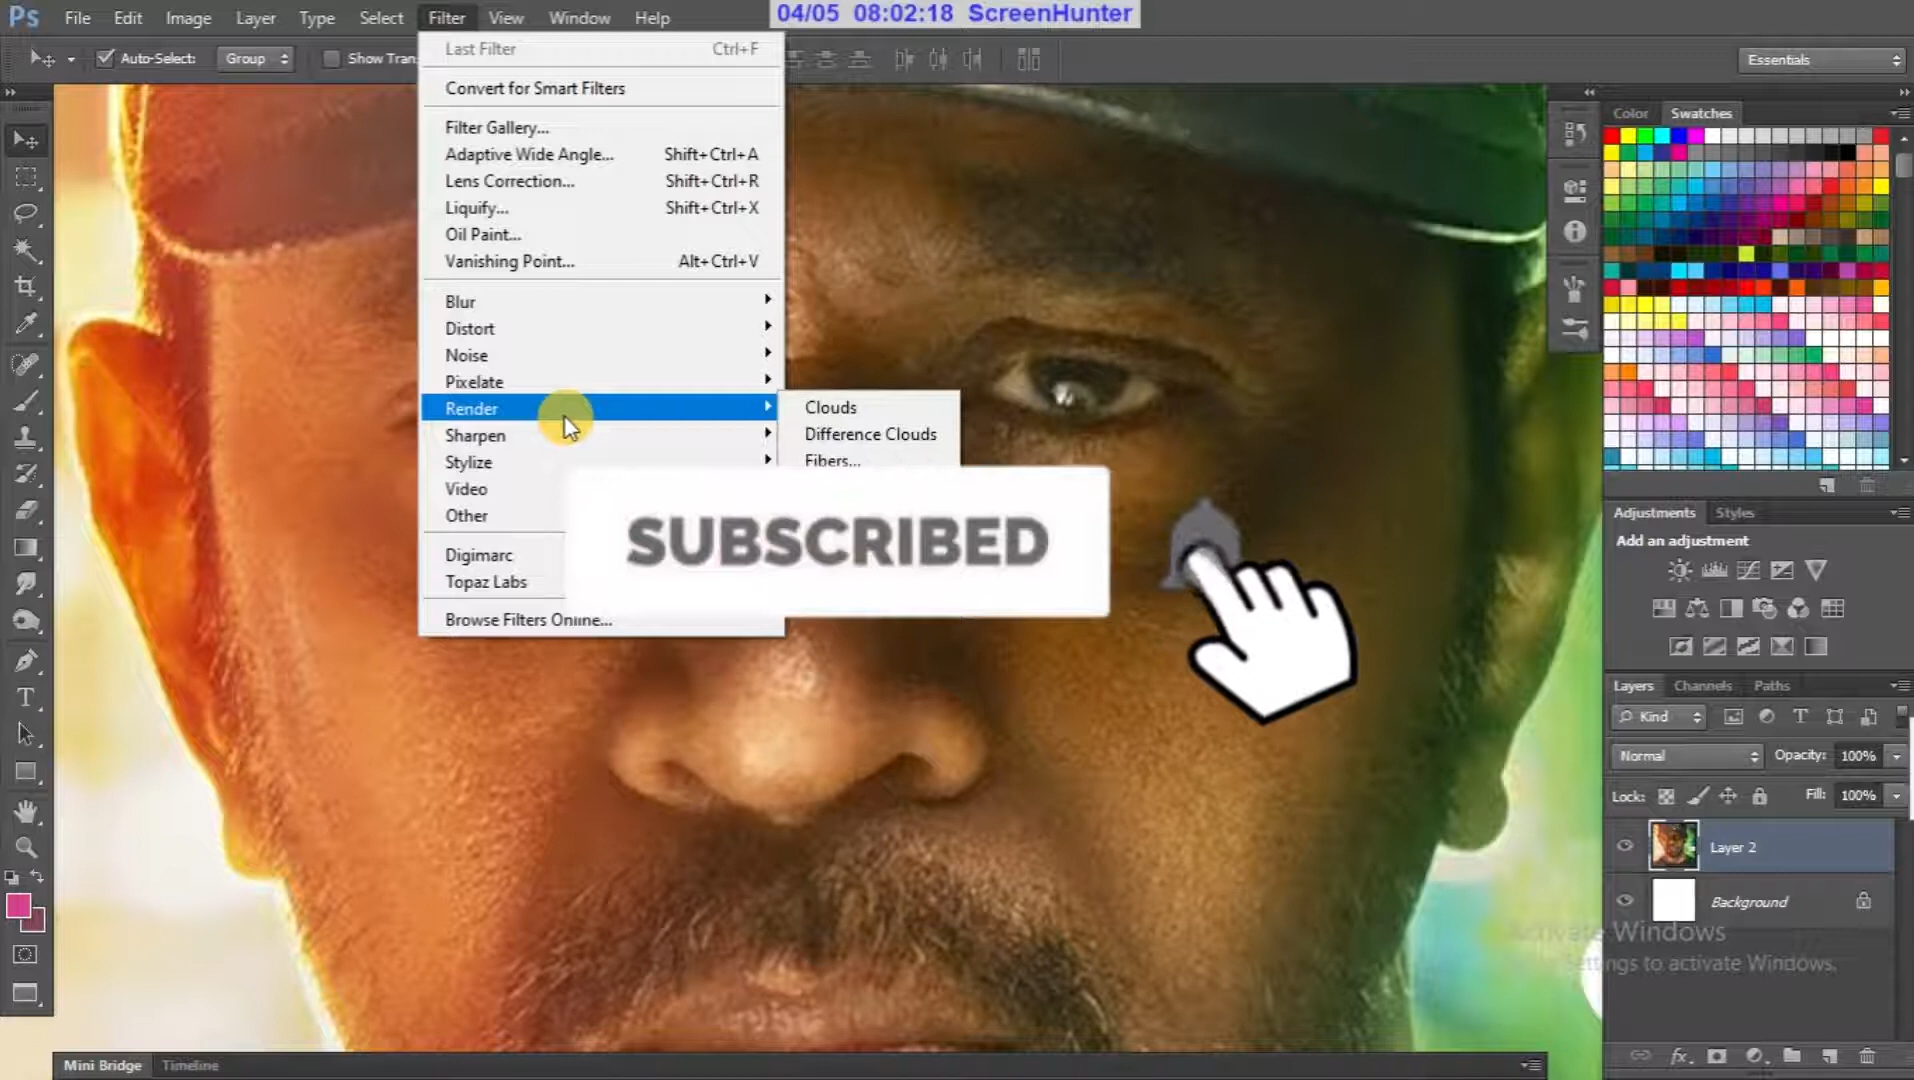 Ps File Edit Image Layer Type Select Filter View Window Help
04/05 08:02:18 ScreenHunter
Auto-Select: Group Show Tran
Essentials
Last Filter Ctrl+F
Convert for Smart Filters
Filter Gallery...
Adaptive Wide Angle... Shift+Ctrl+A
Lens Correction... Shift+Ctrl+R
Liquify... Shift+Ctrl+X
Oil Paint...
Vanishing Point... Alt+Ctrl+V
Blur
Distort
Noise
Pixelate
Render
Sharpen
Stylize
Video
Other
Digimarc
Topaz Labs
Browse Filters Online...
Clouds
Difference Clouds
Fibers...
SUBSCRIBED
Color Swatches
Adjustments Styles
Add an adjustment
Layers Channels Paths
Kind
Normal Opacity: 100%
Lock: Fill: 100%
Layer 2
Background
Activate Windows
Settings to activate Windows.
Mini Bridge Timeline